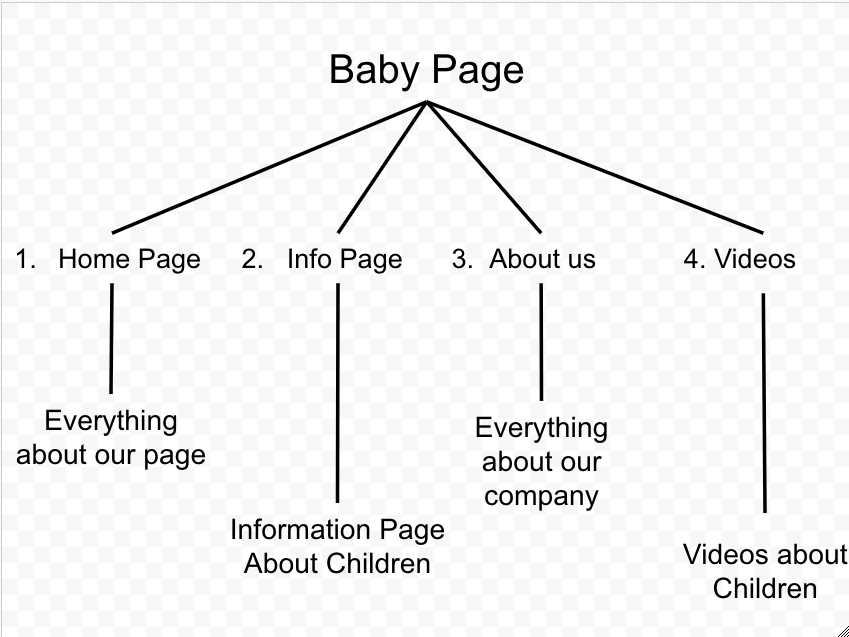 Baby Page
1. Home Page
2. Info Page
3. About us
4. Videos
Everything
about our page
Information Page
About Children
Everything
about our
company
Videos about
Children